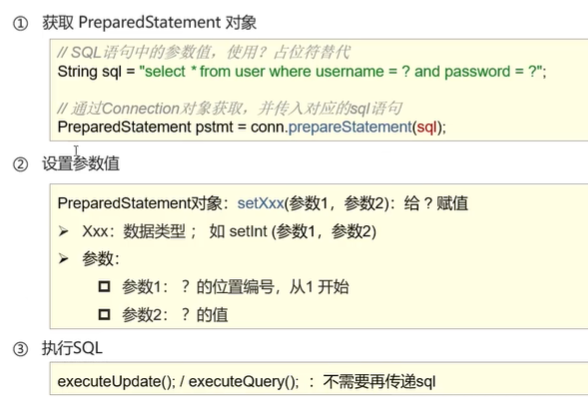 ① 获取 PreparedStatement 对象
// SQL语句中的参数值，使用？占位符替代
String sql = "select * from user where username = ? and password = ?";
// 通过Connection对象获取，并传入对应的sql语句
PreparedStatement pstmt = conn.prepareStatement(sql);
② 设置参数值
PreparedStatement对象：setXxx(参数1，参数2)：给 ? 赋值
➢ Xxx：数据类型 ； 如 setInt (参数1，参数2)
➢ 参数：
参数1： ？的位置编号，从1 开始
参数2： ？的值
③ 执行SQL
executeUpdate(); / executeQuery(); ：不需要再传递sql